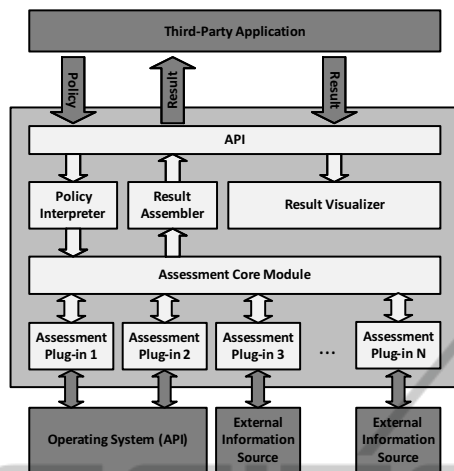 Third-Party Application
Policy
Result
Result
API
Policy
Interpreter
Result
Assembler
Result Visualizer
Assessment Core Module
Assessment
Plug-in 1
Assessment
Plug-in 2
Assessment
Plug-in 3
...
Assessment
Plug-in N
Operating System (API)
External
Information
Source
External
Information
Source